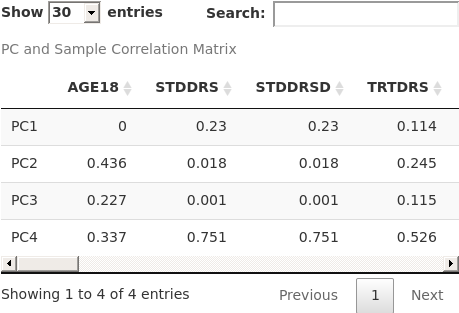 Show 30 entries Search:
PC and Sample Correlation Matrix
AGE18 STDDRS STDDRSD TRTDRS
PC1 0 0.23 0.23 0.114
PC2 0.436 0.018 0.018 0.245
PC3 0.227 0.001 0.001 0.115
PC4 0.337 0.751 0.751 0.526
Showing 1 to 4 of 4 entries Previous 1 Next